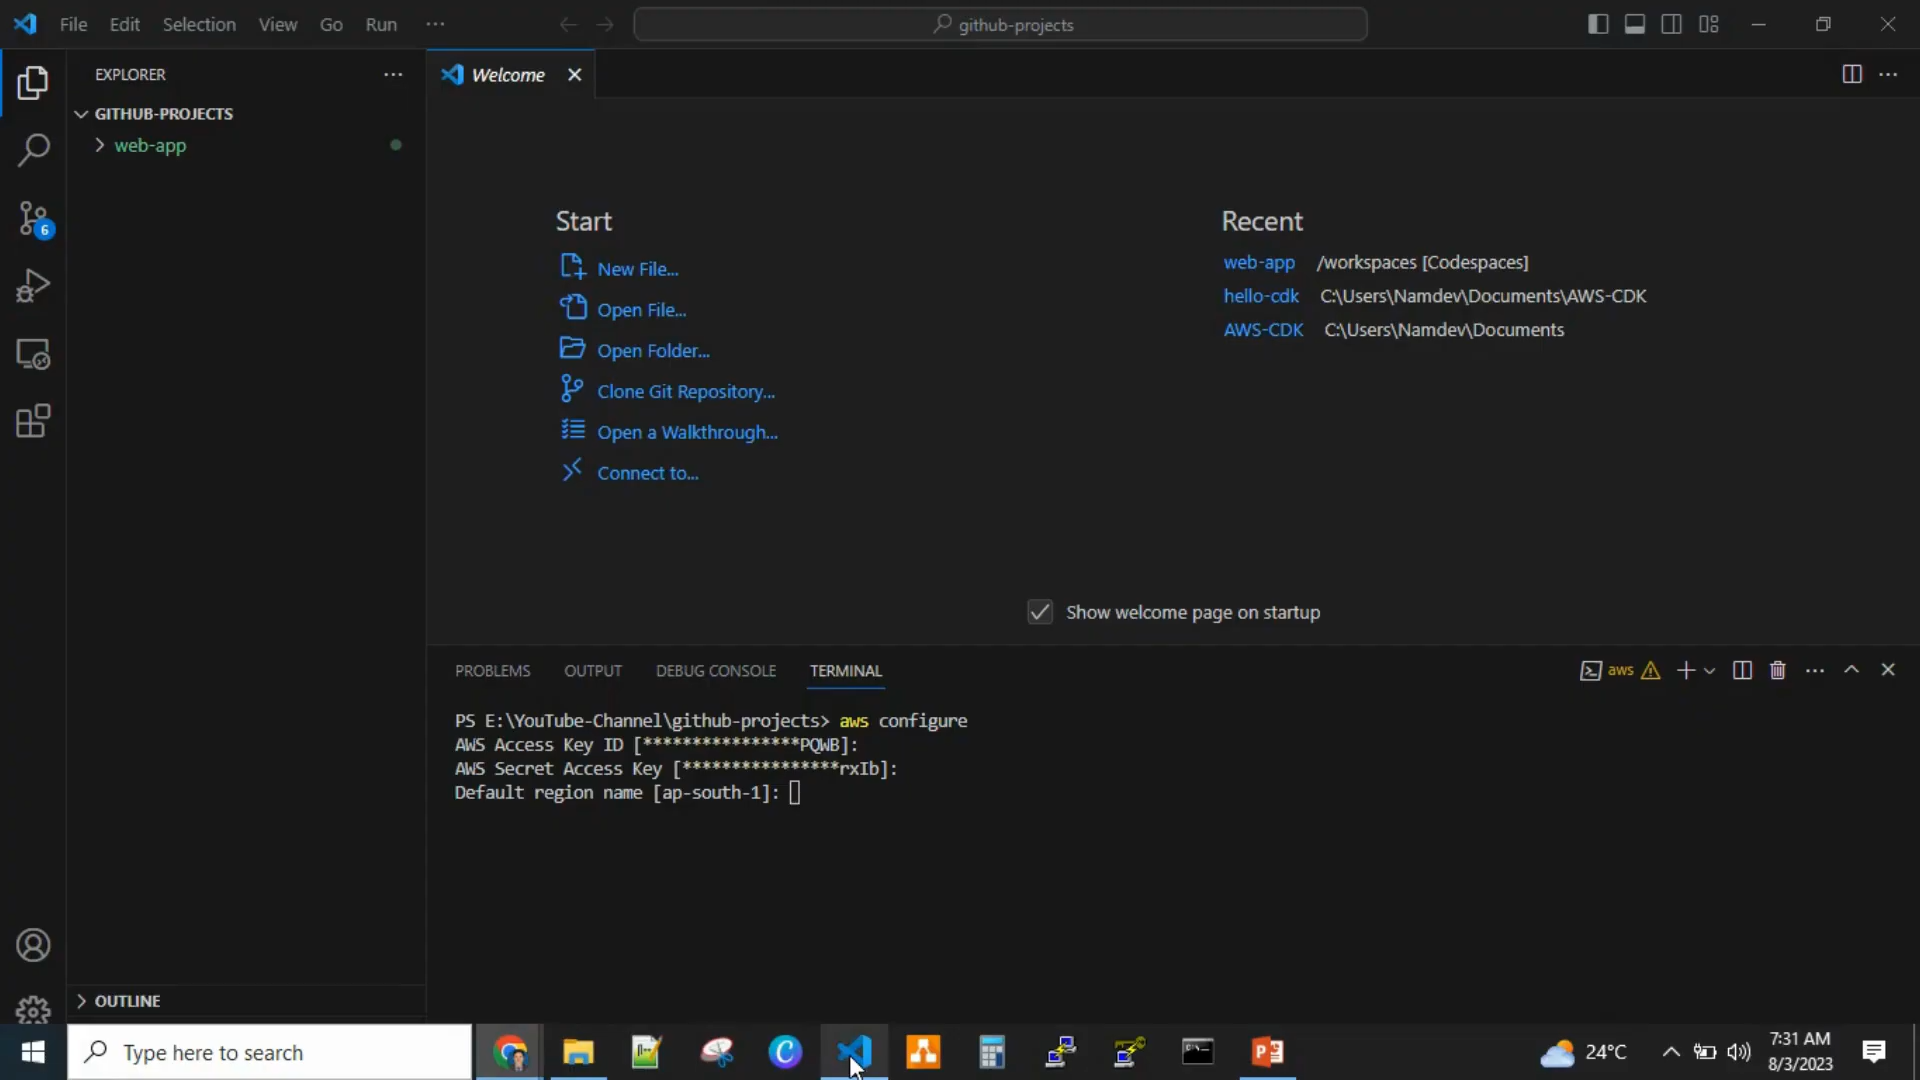 File Edit Selection View Go Run ···
github-projects
EXPLORER
Welcome
GITHUB-PROJECTS
web-app
6
Start
New File...
Open File...
Open Folder...
Clone Git Repository...
Open a Walkthrough...
Connect to...
Recent
web-app /workspaces [Codespaces]
hello-cdk C:\Users\Namdev\Documents\AWS-CDK
AWS-CDK C:\Users\Namdev\Documents
Show welcome page on startup
PROBLEMS OUTPUT DEBUG CONSOLE TERMINAL
aws
PS E:\YouTube-Channel\github-projects> aws configure
AWS Access Key ID [****************PQWB]:
AWS Secret Access Key [****************rxIb]:
Default region name [ap-south-1]:
OUTLINE
Type here to search
24°C
7:31 AM
8/3/2023